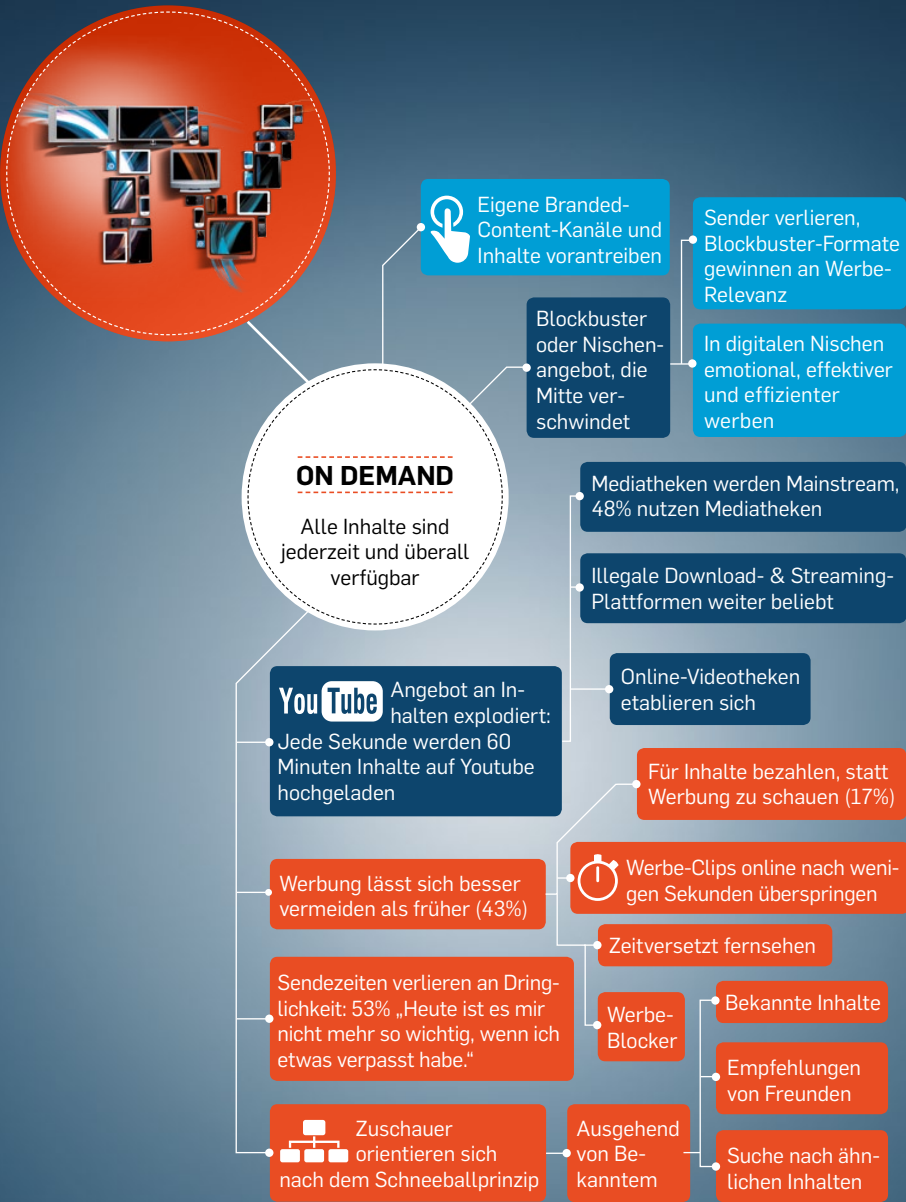 Eigene Branded-
Content-Kanäle und
Inhalte vorantreiben
Sender verlieren,
Blockbuster-Formate
gewinnen an Werbe-
Relevanz
Blockbuster
oder Nischen-
angebot, die
Mitte ver-
schwindet
In digitalen Nischen
emotional, effektiver
und effizienter
werben
ON DEMAND
Alle Inhalte sind
jederzeit und überall
verfügbar
Mediatheken werden Mainstream,
48% nutzen Mediatheken
Illegale Download- & Streaming-
Plattformen weiter beliebt
Online-Videotheken
etablieren sich
YouTube Angebot an In-
halten explodiert:
Jede Sekunde werden 60
Minuten Inhalte auf Youtube
hochgeladen
Für Inhalte bezahlen, statt
Werbung zu schauen (17%)
Werbe-Clips online nach weni-
gen Sekunden überspringen
Werbung lässt sich besser
vermeiden als früher (43%)
Zeitversetzt fernsehen
Werbe-
Blocker
Sendezeiten verlieren an Dring-
lichkeit: 53% „Heute ist es mir
nicht mehr so wichtig, wenn ich
etwas verpasst habe.“
Zuschauer
orientieren sich
nach dem Schneeballprinzip
Ausgehend
von Be-
kanntem
Bekannte Inhalte
Empfehlungen
von Freunden
Suche nach ähn-
lichen Inhalten